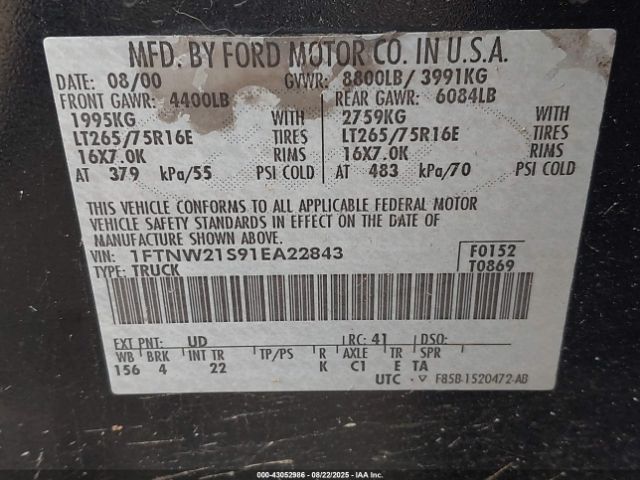 MFD. BY FORD MOTOR CO. IN U.S.A.
DATE: 08/00 GVWR: 8800LB/ 3991KG
FRONT GAWR: 4400LB REAR GAWR: 6084LB
1995KG WITH 2759KG WITH
LT265/75R16E TIRES LT265/75R16E TIRES
16X7.0K RIMS 16X7.0K RIMS
AT 379 kPa/55 PSI COLD AT 483 kPa/70 PSI COLD
THIS VEHICLE CONFORMS TO ALL APPLICABLE FEDERAL MOTOR
VEHICLE SAFETY STANDARDS IN EFFECT ON THE DATE OF
MANUFACTURE SHOWN ABOVE.
VIN: 1FTNW21S91EA22843 F0152
TYPE: TRUCK T0869
EXT PNT: UD RC: 41 DSO:
WB BRK INT TR TP/PS R AXLE TR SPR
156 4 22 K C1 E TA
UTC ▽ F85B-1520472-AB
000-43052986 - 08/22/2025 - IAAI.COM